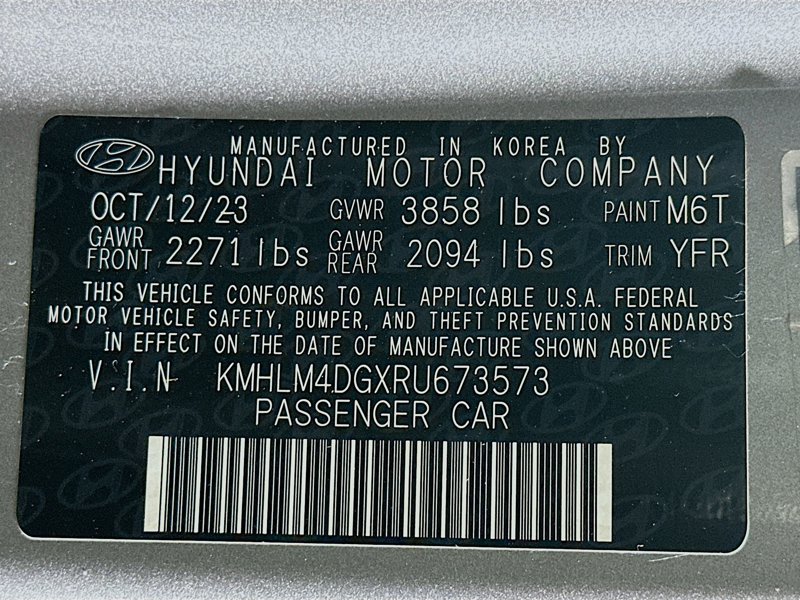 MANUFACTURED IN KOREA BY
HYUNDAI MOTOR COMPANY
OCT/12/23 GVWR 3858 lbs PAINT M6T
GAWR FRONT 2271 lbs GAWR REAR 2094 lbs TRIM YFR
THIS VEHICLE CONFORMS TO ALL APPLICABLE U.S.A. FEDERAL
MOTOR VEHICLE SAFETY, BUMPER, AND THEFT PREVENTION STANDARDS
IN EFFECT ON THE DATE OF MANUFACTURE SHOWN ABOVE
V.I.N KMHLM4DGXRU673573
PASSENGER CAR